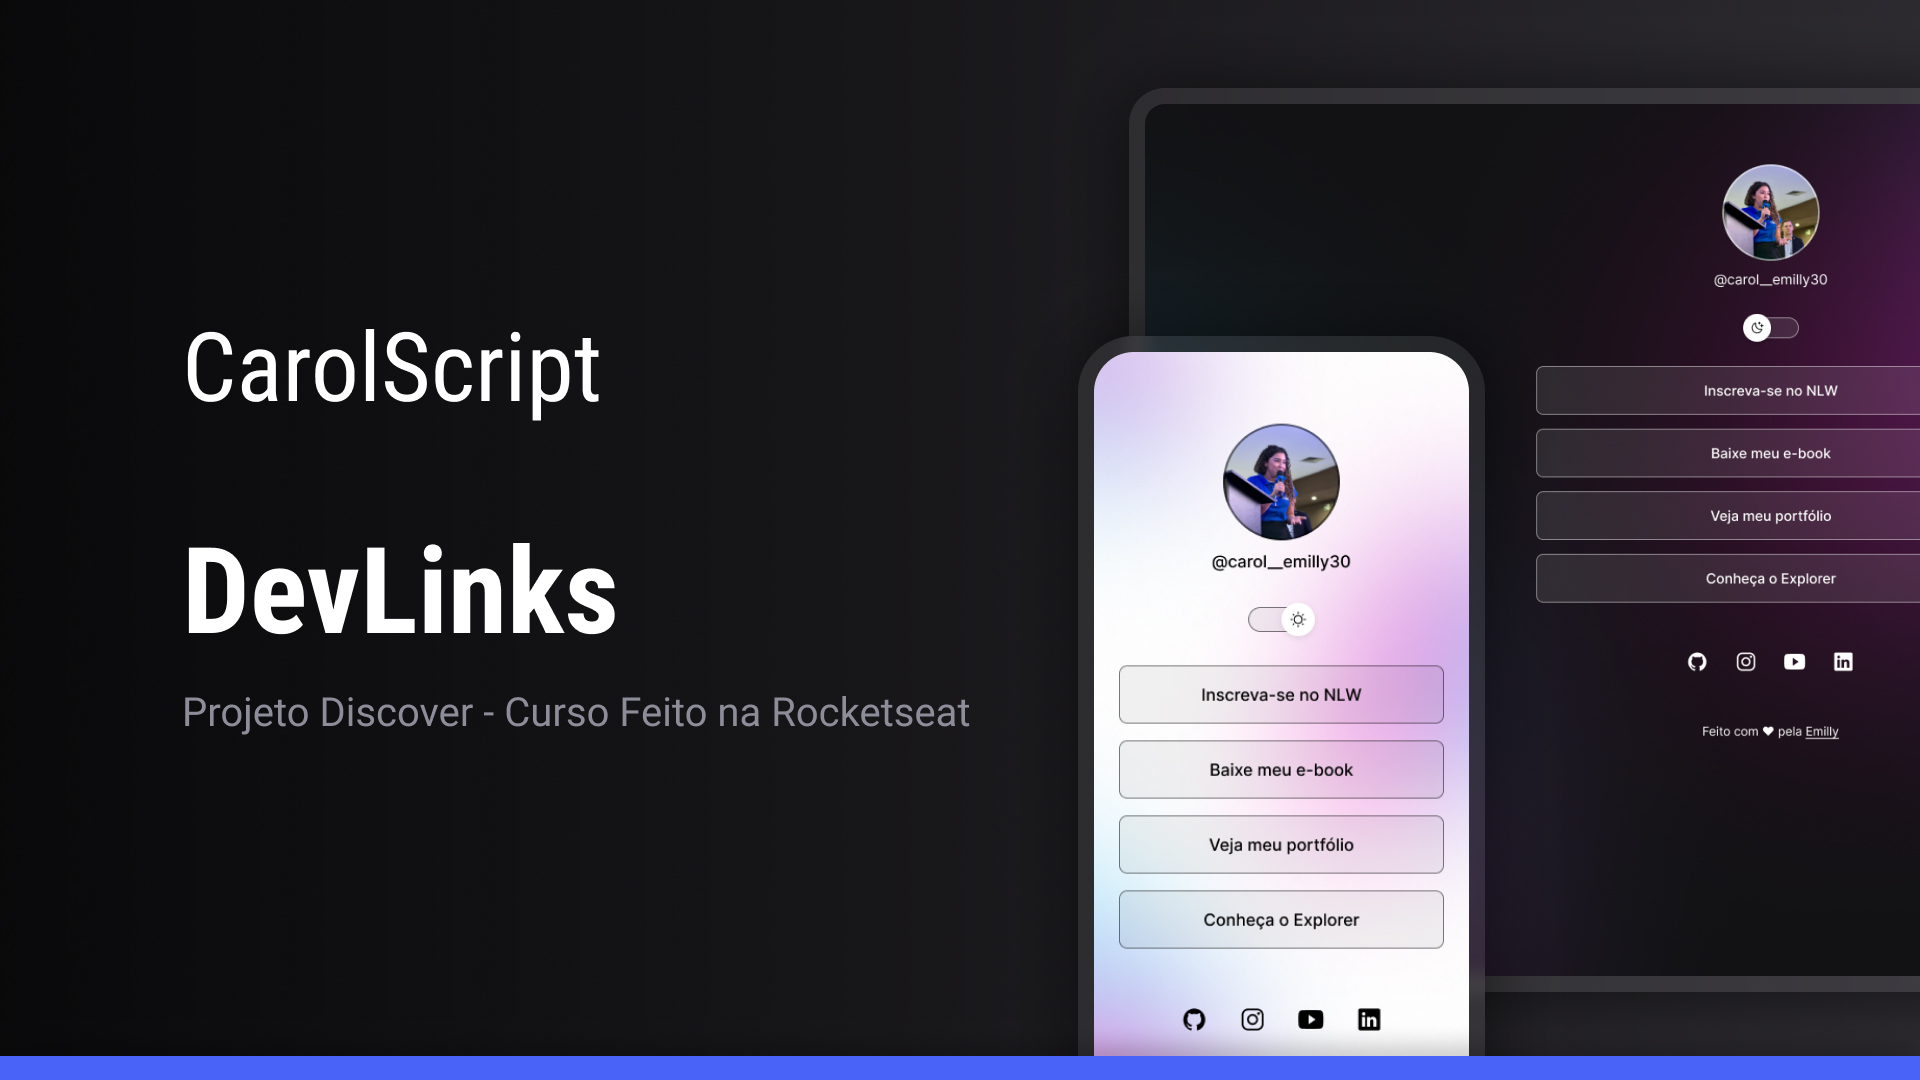 CarolScript
DevLinks
Projeto Discover - Curso Feito na Rocketseat
@carol__emilly30
Inscreva-se no NLW
Baixe meu e-book
Veja meu portfólio
Conheça o Explorer
@carol__emilly30
Inscreva-se no NLW
Baixe meu e-book
Veja meu portfólio
Conheça o Explorer
Feito com ♥ pela Emilly